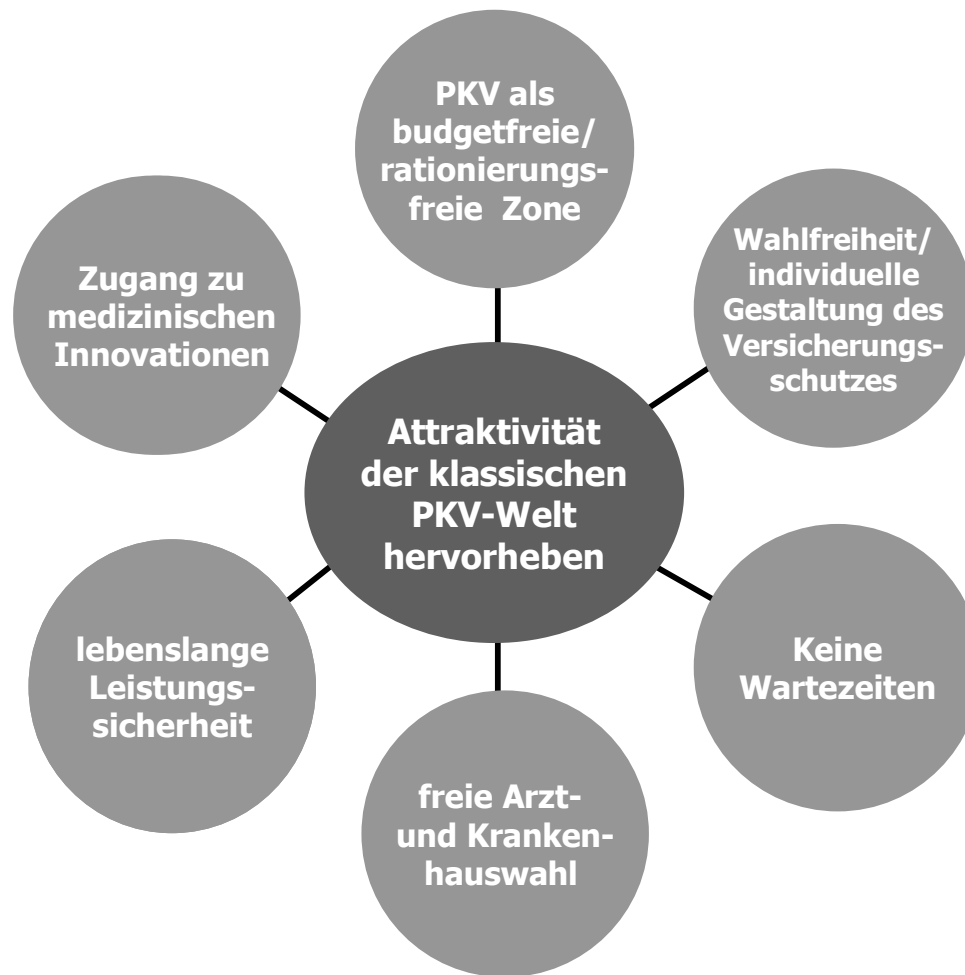 PKV als
budgetfreie/
rationierungs-
freie Zone
Wahlfreiheit/
individuelle
Gestaltung des
Versicherungs-
schutzes
Zugang zu
medizinischen
Innovationen
Attraktivität
der klassischen
PKV-Welt
hervorheben
lebenslange
Leistungs-
sicherheit
Keine
Wartezeiten
freie Arzt-
und Kranken-
hauswahl